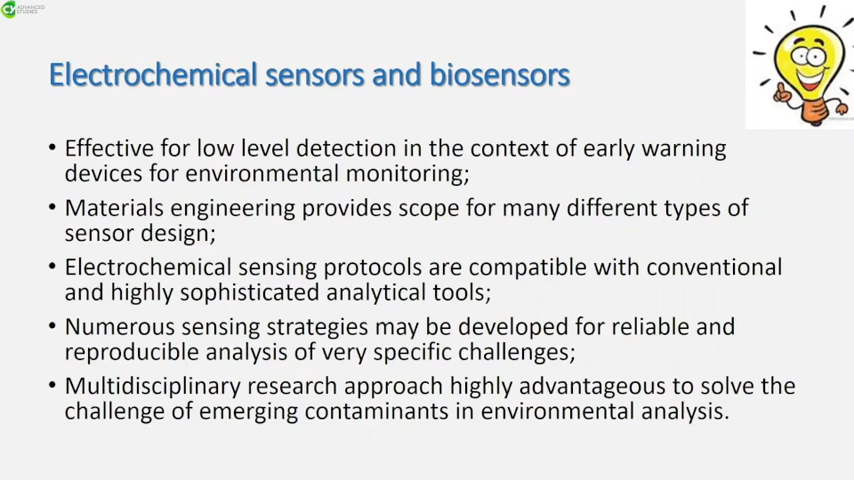 ADVANCED
STUDIES
Electrochemical sensors and biosensors
• Effective for low level detection in the context of early warning
devices for environmental monitoring;
• Materials engineering provides scope for many different types of
sensor design;
• Electrochemical sensing protocols are compatible with conventional
and highly sophisticated analytical tools;
• Numerous sensing strategies may be developed for reliable and
reproducible analysis of very specific challenges;
• Multidisciplinary research approach highly advantageous to solve the
challenge of emerging contaminants in environmental analysis.